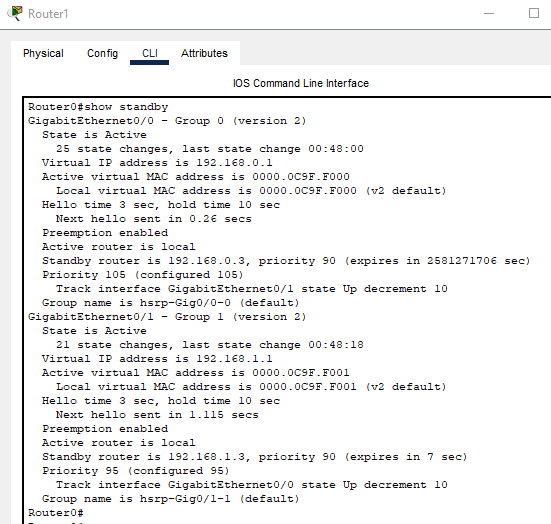 Router1
Physical Config CLI Attributes
IOS Command Line Interface
Router0#show standby
GigabitEthernet0/0 - Group 0 (version 2)
State is Active
25 state changes, last state change 00:48:00
Virtual IP address is 192.168.0.1
Active virtual MAC address is 0000.0C9F.F000
Local virtual MAC address is 0000.0C9F.F000 (v2 default)
Hello time 3 sec, hold time 10 sec
Next hello sent in 0.26 secs
Preemption enabled
Active router is local
Standby router is 192.168.0.3, priority 90 (expires in 2581271706 sec)
Priority 105 (configured 105)
Track interface GigabitEthernet0/1 state Up decrement 10
Group name is hsrp-Gig0/0-0 (default)
GigabitEthernet0/1 - Group 1 (version 2)
State is Active
21 state changes, last state change 00:48:18
Virtual IP address is 192.168.1.1
Active virtual MAC address is 0000.0C9F.F001
Local virtual MAC address is 0000.0C9F.F001 (v2 default)
Hello time 3 sec, hold time 10 sec
Next hello sent in 1.115 secs
Preemption enabled
Active router is local
Standby router is 192.168.1.3, priority 90 (expires in 7 sec)
Priority 95 (configured 95)
Track interface GigabitEthernet0/0 state Up decrement 10
Group name is hsrp-Gig0/1-1 (default)
Router0#